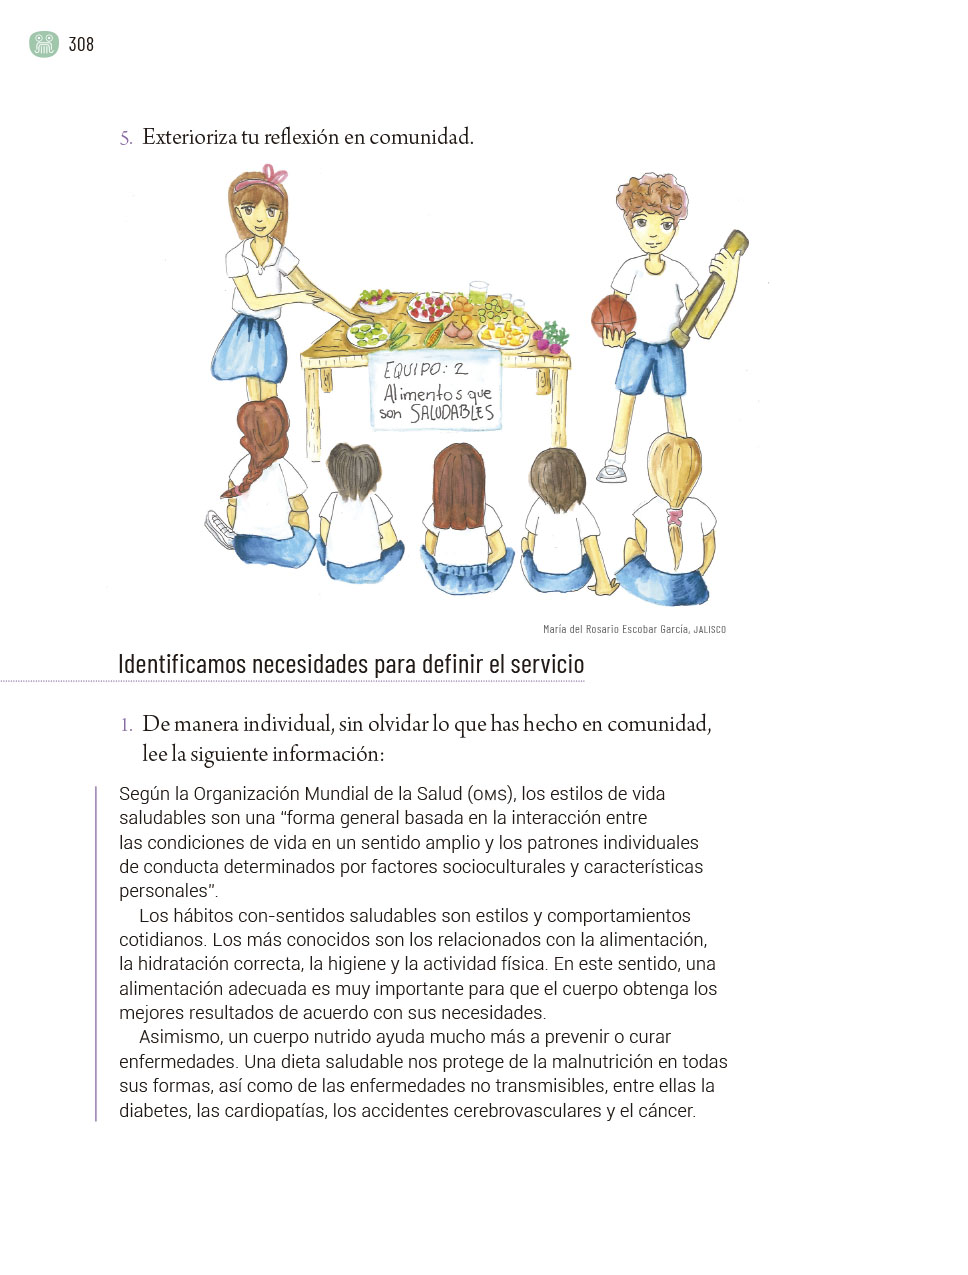 308
5. Exterioriza tu reflexión en comunidad.
EQUIPO: 2
Alimentos que
son SALUDABLES
María del Rosario Escobar García, JALISCO
Identificamos necesidades para definir el servicio
1. De manera individual, sin olvidar lo que has hecho en comunidad,
lee la siguiente información:
Según la Organización Mundial de la Salud (OMS), los estilos de vida
saludables son una “forma general basada en la interacción entre
las condiciones de vida en un sentido amplio y los patrones individuales
de conducta determinados por factores socioculturales y características
personales”.
Los hábitos con-sentidos saludables son estilos y comportamientos
cotidianos. Los más conocidos son los relacionados con la alimentación,
la hidratación correcta, la higiene y la actividad física. En este sentido, una
alimentación adecuada es muy importante para que el cuerpo obtenga los
mejores resultados de acuerdo con sus necesidades.
Asimismo, un cuerpo nutrido ayuda mucho más a prevenir o curar
enfermedades. Una dieta saludable nos protege de la malnutrición en todas
sus formas, así como de las enfermedades no transmisibles, entre ellas la
diabetes, las cardiopatías, los accidentes cerebrovasculares y el cáncer.